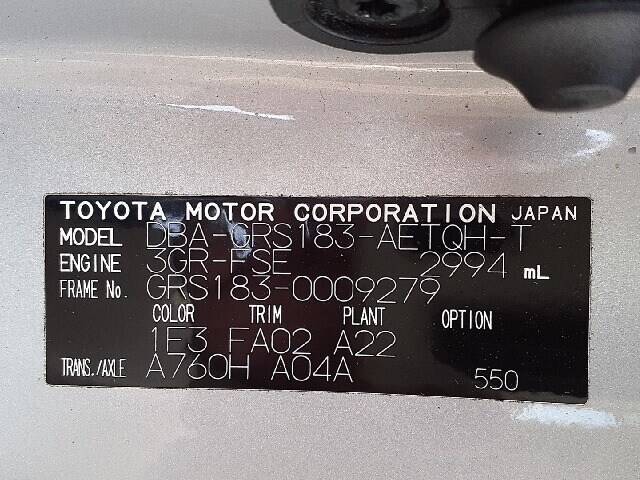 TOYOTA MOTOR CORPORATION JAPAN
MODEL DBA-GRS183-AETQH-T
ENGINE 3GR-FSE 2994 mL
FRAME No. GRS183-0009279
COLOR TRIM PLANT OPTION
1E3 FA02 A22
TRANS./AXLE A760H A04A 550